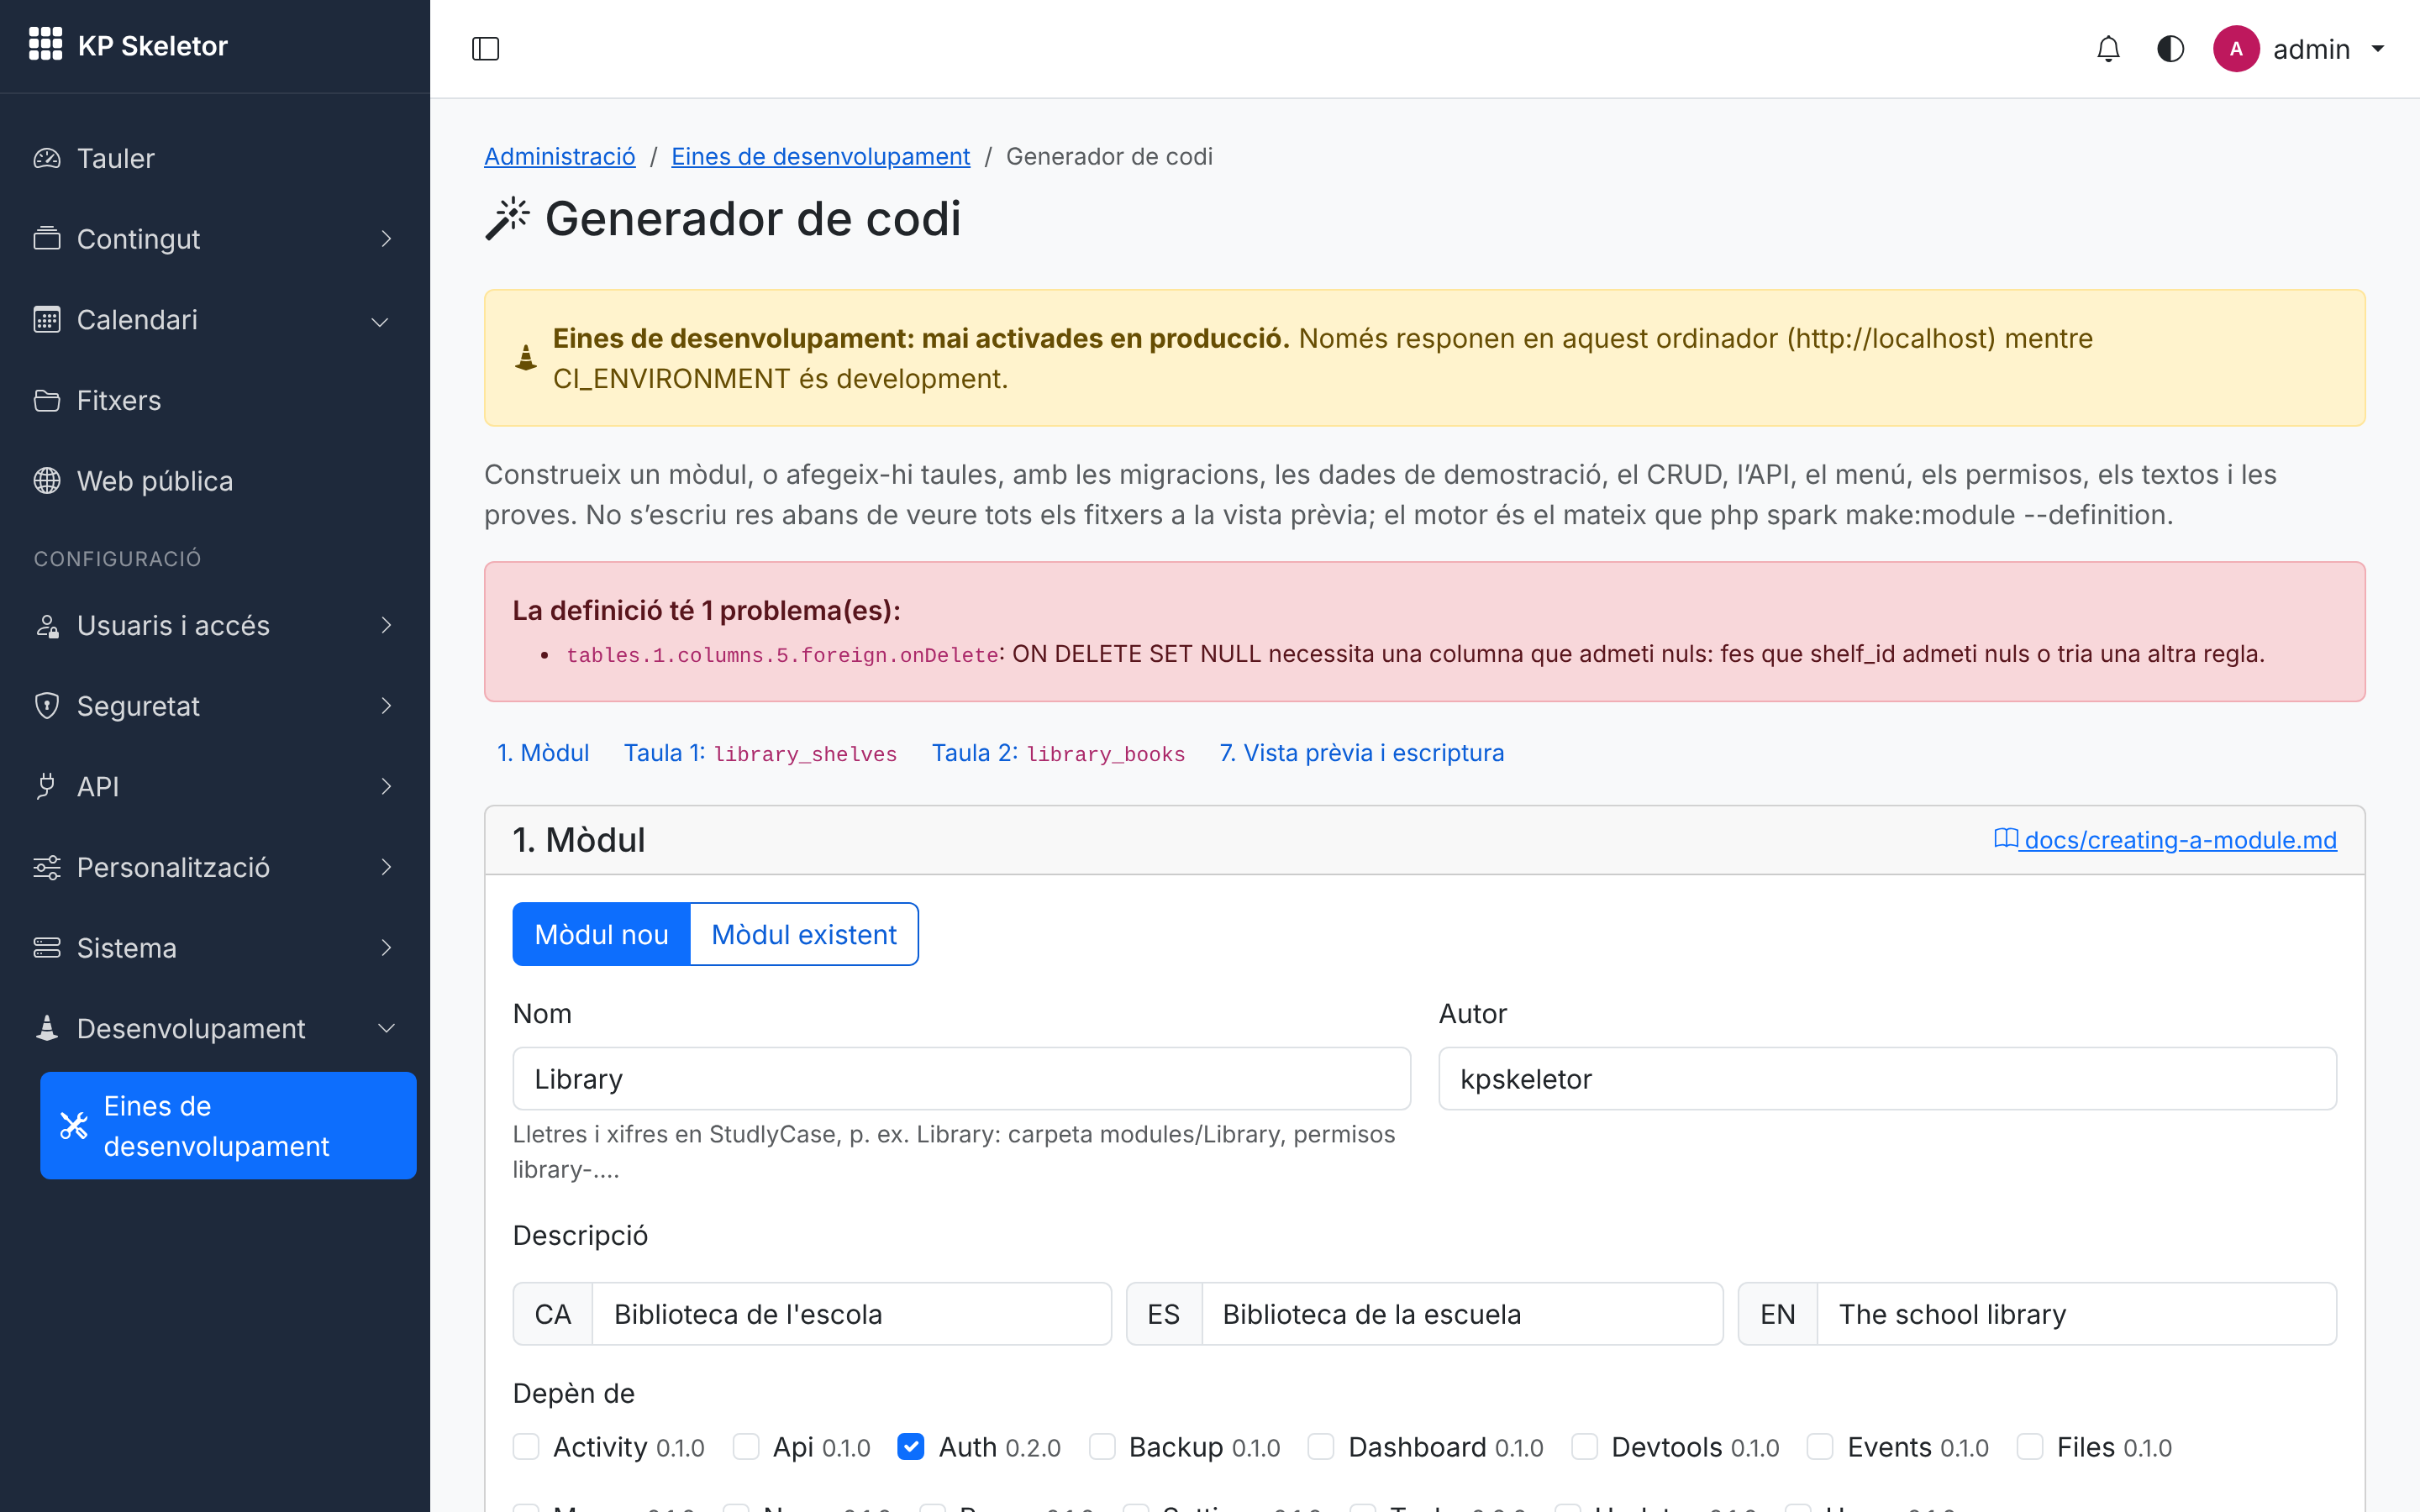 KP Skeletor
A
admin
Tauler
Contingut
Calendari
Fitxers
Web pública
CONFIGURACIÓ
Usuaris i accés
Seguretat
API
Personalització
Sistema
Desenvolupament
Eines de
desenvolupament
Administració / Eines de desenvolupament / Generador de codi
Generador de codi
Eines de desenvolupament: mai activades en producció. Només responen en aquest ordinador (http://localhost) mentre
CI_ENVIRONMENT és development.
Construeix un mòdul, o afegeix-hi taules, amb les migracions, les dades de demostració, el CRUD, l’API, el menú, els permisos, els textos i les
proves. No s’escriu res abans de veure tots els fitxers a la vista prèvia; el motor és el mateix que php spark make:module --definition.
La definició té 1 problema(es):
• tables.1.columns.5.foreign.onDelete: ON DELETE SET NULL necessita una columna que admeti nuls: fes que shelf_id admeti nuls o tria una altra regla.
1. Mòdul Taula 1: library_shelves Taula 2: library_books 7. Vista prèvia i escriptura
1. Mòdul
docs/creating-a-module.md
Mòdul nou Mòdul existent
Nom
Autor
Library
kpskeletor
Lletres i xifres en StudlyCase, p. ex. Library: carpeta modules/Library, permisos
library-....
Descripció
CA Biblioteca de l'escola ES Biblioteca de la escuela EN The school library
Depèn de
Activity 0.1.0 Api 0.1.0 Auth 0.2.0 Backup 0.1.0 Dashboard 0.1.0 Devtools 0.1.0 Events 0.1.0 Files 0.1.0